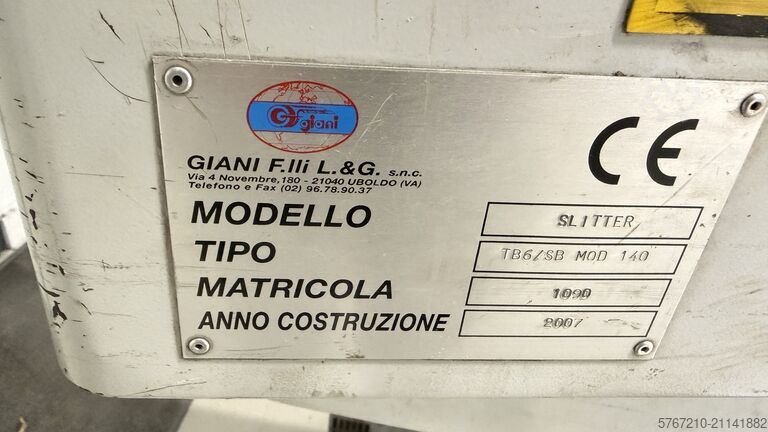 Giani
GIANI F.lli L.&G. s.n.c.
Via 4 Novembre,180 - 21040 UBOLDO (VA)
Telefono e Fax (02) 96.78.90.37
CE
MODELLO SLITTER
TIPO TB6/SB MOD 140
MATRICOLA 1090
ANNO COSTRUZIONE 2007
5767210-21141882